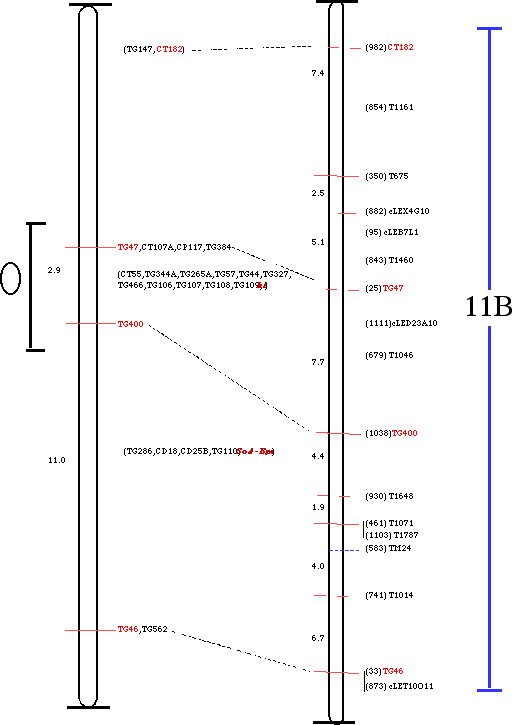 (TG147,CT182)
2.9
TG47,CT107A,CP117,TG384
(CT55,TG344A,TG265A,TG57,TG44,TG327,
TG466,TG106,TG107,TG108,TG109,
TG400
11.0
(TG286,CD18,CD25B,TG110,
TG46,TG562
(982) CT182
7.4
(854) T1161
(350) T675
2.5
(882) cLEX4G10
(95) cLEB7L1
5.1
(843) T1460
(25) TG47
(1111)cLED23A10
(679) T1046
7.7
(1038)TG400
4.4
(930) T1648
1.9
(461) T1071
(1103) T1787
(583) TM24
4.0
(741) T1014
6.7
(33) TG46
(873) cLET10O11
11B